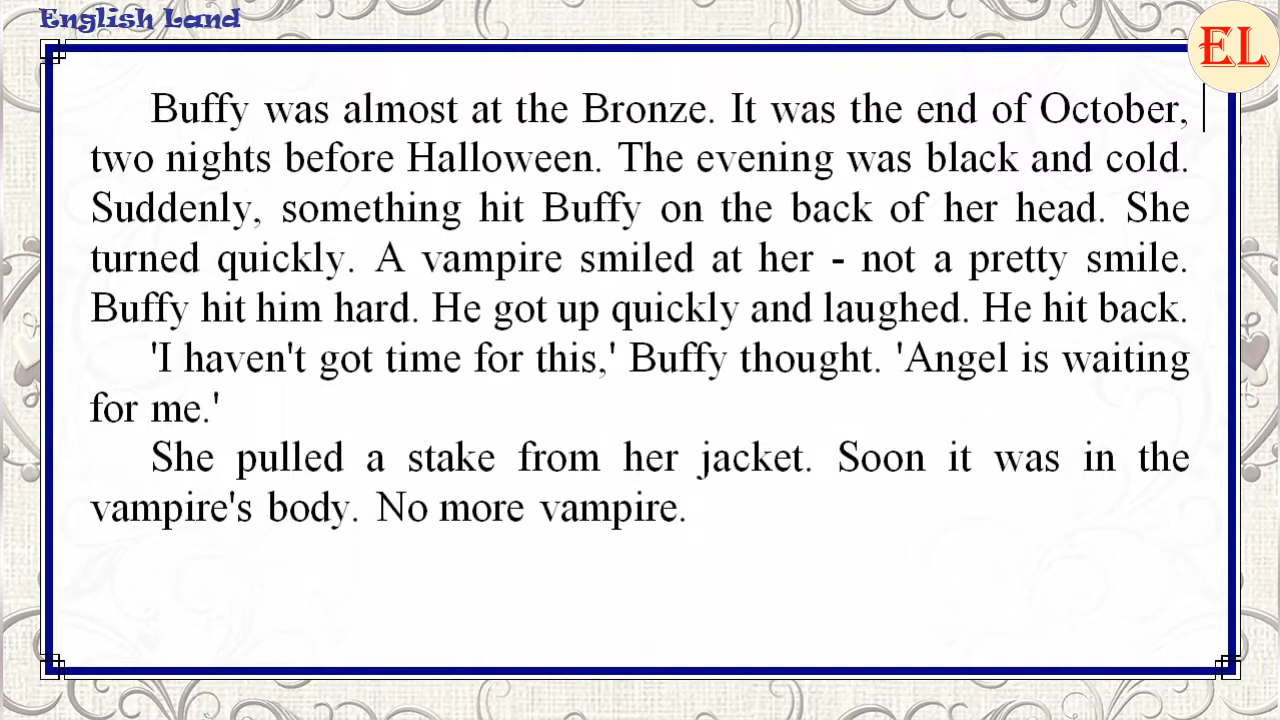 English Land
EL
Buffy was almost at the Bronze. It was the end of October,
two nights before Halloween. The evening was black and cold.
Suddenly, something hit Buffy on the back of her head. She
turned quickly. A vampire smiled at her - not a pretty smile.
Buffy hit him hard. He got up quickly and laughed. He hit back.
'I haven't got time for this,' Buffy thought. 'Angel is waiting
for me.'
She pulled a stake from her jacket. Soon it was in the
vampire's body. No more vampire.